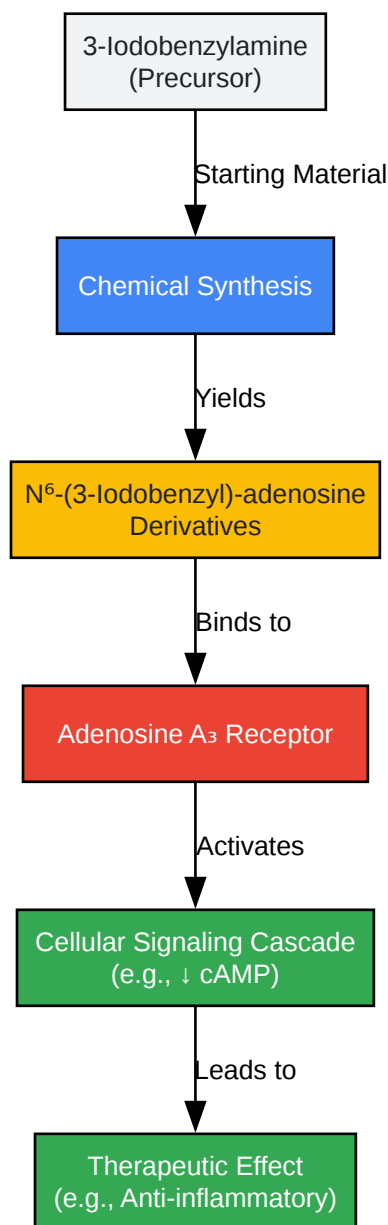 3-Iodobenzylamine
(Precursor)
Starting Material
Chemical Synthesis
Yields
N⁶-(3-Iodobenzyl)-adenosine
Derivatives
Binds to
Adenosine A₃ Receptor
Activates
Cellular Signaling Cascade
(e.g., ↓ cAMP)
Leads to
Therapeutic Effect
(e.g., Anti-inflammatory)